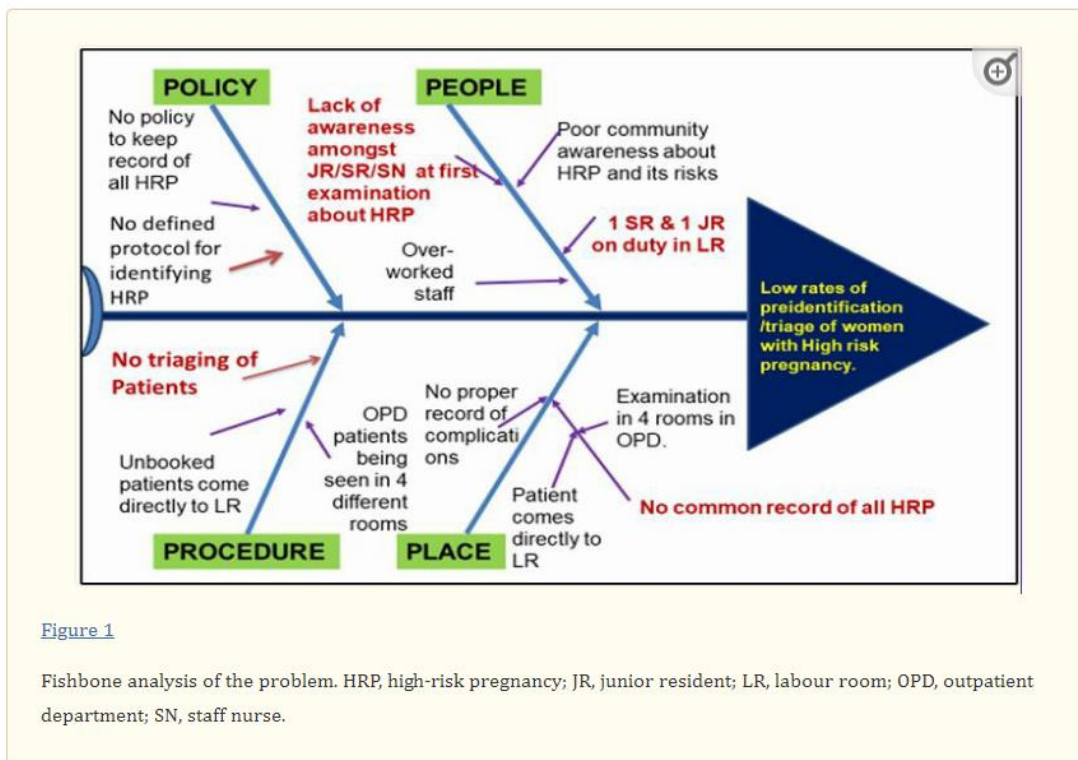 POLICY
No policy
to keep
record of
all HRP
No defined
protocol for
identifying
HRP
Lack of
awareness
amongst
JR/SR/SN at first
examination
about HRP
PEOPLE
Poor community
awareness about
HRP and its risks
1 SR & 1 JR
on duty in LR
Over-
worked
staff
Low rates of
preidentification
/triage of women
with High risk
pregnancy.
No triaging of
Patients
Unbooked
patients come
directly to LR
OPD
patients
being
seen in 4
different
rooms
PROCEDURE
No proper
record of
complicati
ons
Patient
comes
directly to
LR
Examination
in 4 rooms in
OPD.
No common record of all HRP
PLACE
Figure 1
Fishbone analysis of the problem. HRP, high-risk pregnancy; JR, junior resident; LR, labour room; OPD, outpatient
department; SN, staff nurse.